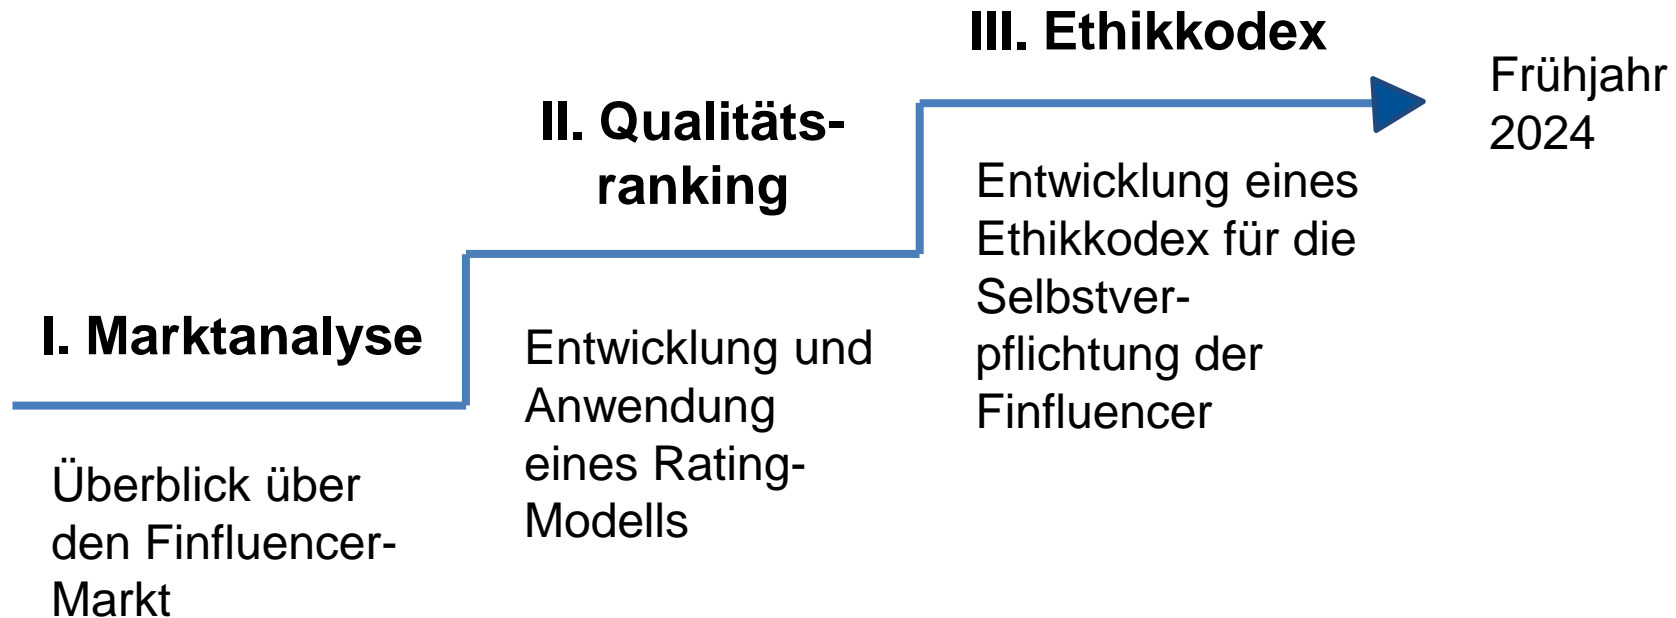 I. Marktanalyse
Überblick über
den Finfluencer-
Markt
II. Qualitäts-
ranking
Entwicklung und
Anwendung
eines Rating-
Modells
III. Ethikkodex
Entwicklung eines
Ethikkodex für die
Selbstver-
pflichtung der
Finfluencer
Frühjahr
2024